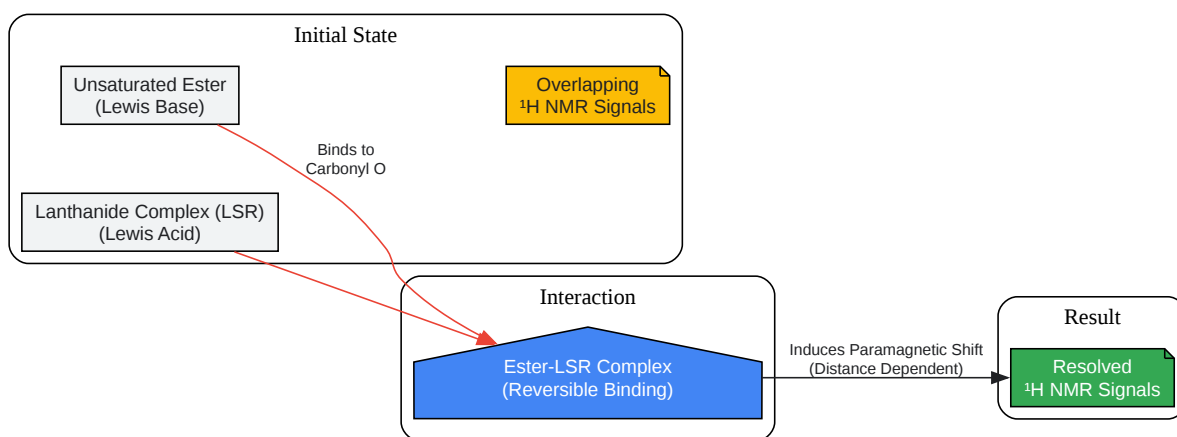 Initial State
Unsaturated Ester
(Lewis Base)
Overlapping
¹H NMR Signals
Binds to
Carbonyl O
Lanthanide Complex (LSR)
(Lewis Acid)
Interaction
Ester-LSR Complex
(Reversible Binding)
Induces Paramagnetic Shift
(Distance Dependent)
Result
Resolved
¹H NMR Signals